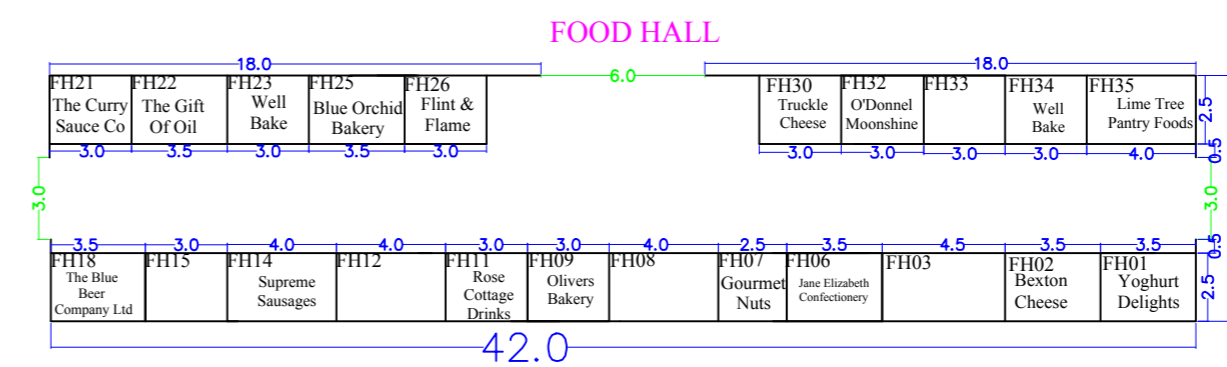 FOOD HALL
18.0
6.0
18.0
FH21
The Curry
Sauce Co
FH22
The Gift
Of Oil
FH23
Well
Bake
FH25
Blue Orchid
Bakery
FH26
Flint &
Flame
FH30
Truckle
Cheese
FH32
O'Donnel
Moonshine
FH33
FH34
Well
Bake
FH35
Lime Tree
Pantry Foods
2.5
3.0
3.5
3.0
3.5
3.0
3.0
3.0
3.0
3.0
4.0
0.5
3.0
3.0
3.5
3.0
4.0
4.0
3.0
3.0
4.0
2.5
3.5
4.5
3.5
3.5
0.5
FH18
The Blue
Beer
Company Ltd
FH15
FH14
Supreme
Sausages
FH12
FH11
Rose
Cottage
Drinks
FH09
Olivers
Bakery
FH08
FH07
Gourmet
Nuts
FH06
Jane Elizabeth
Confectionery
FH03
FH02
Bexton
Cheese
FH01
Yoghurt
Delights
2.5
42.0